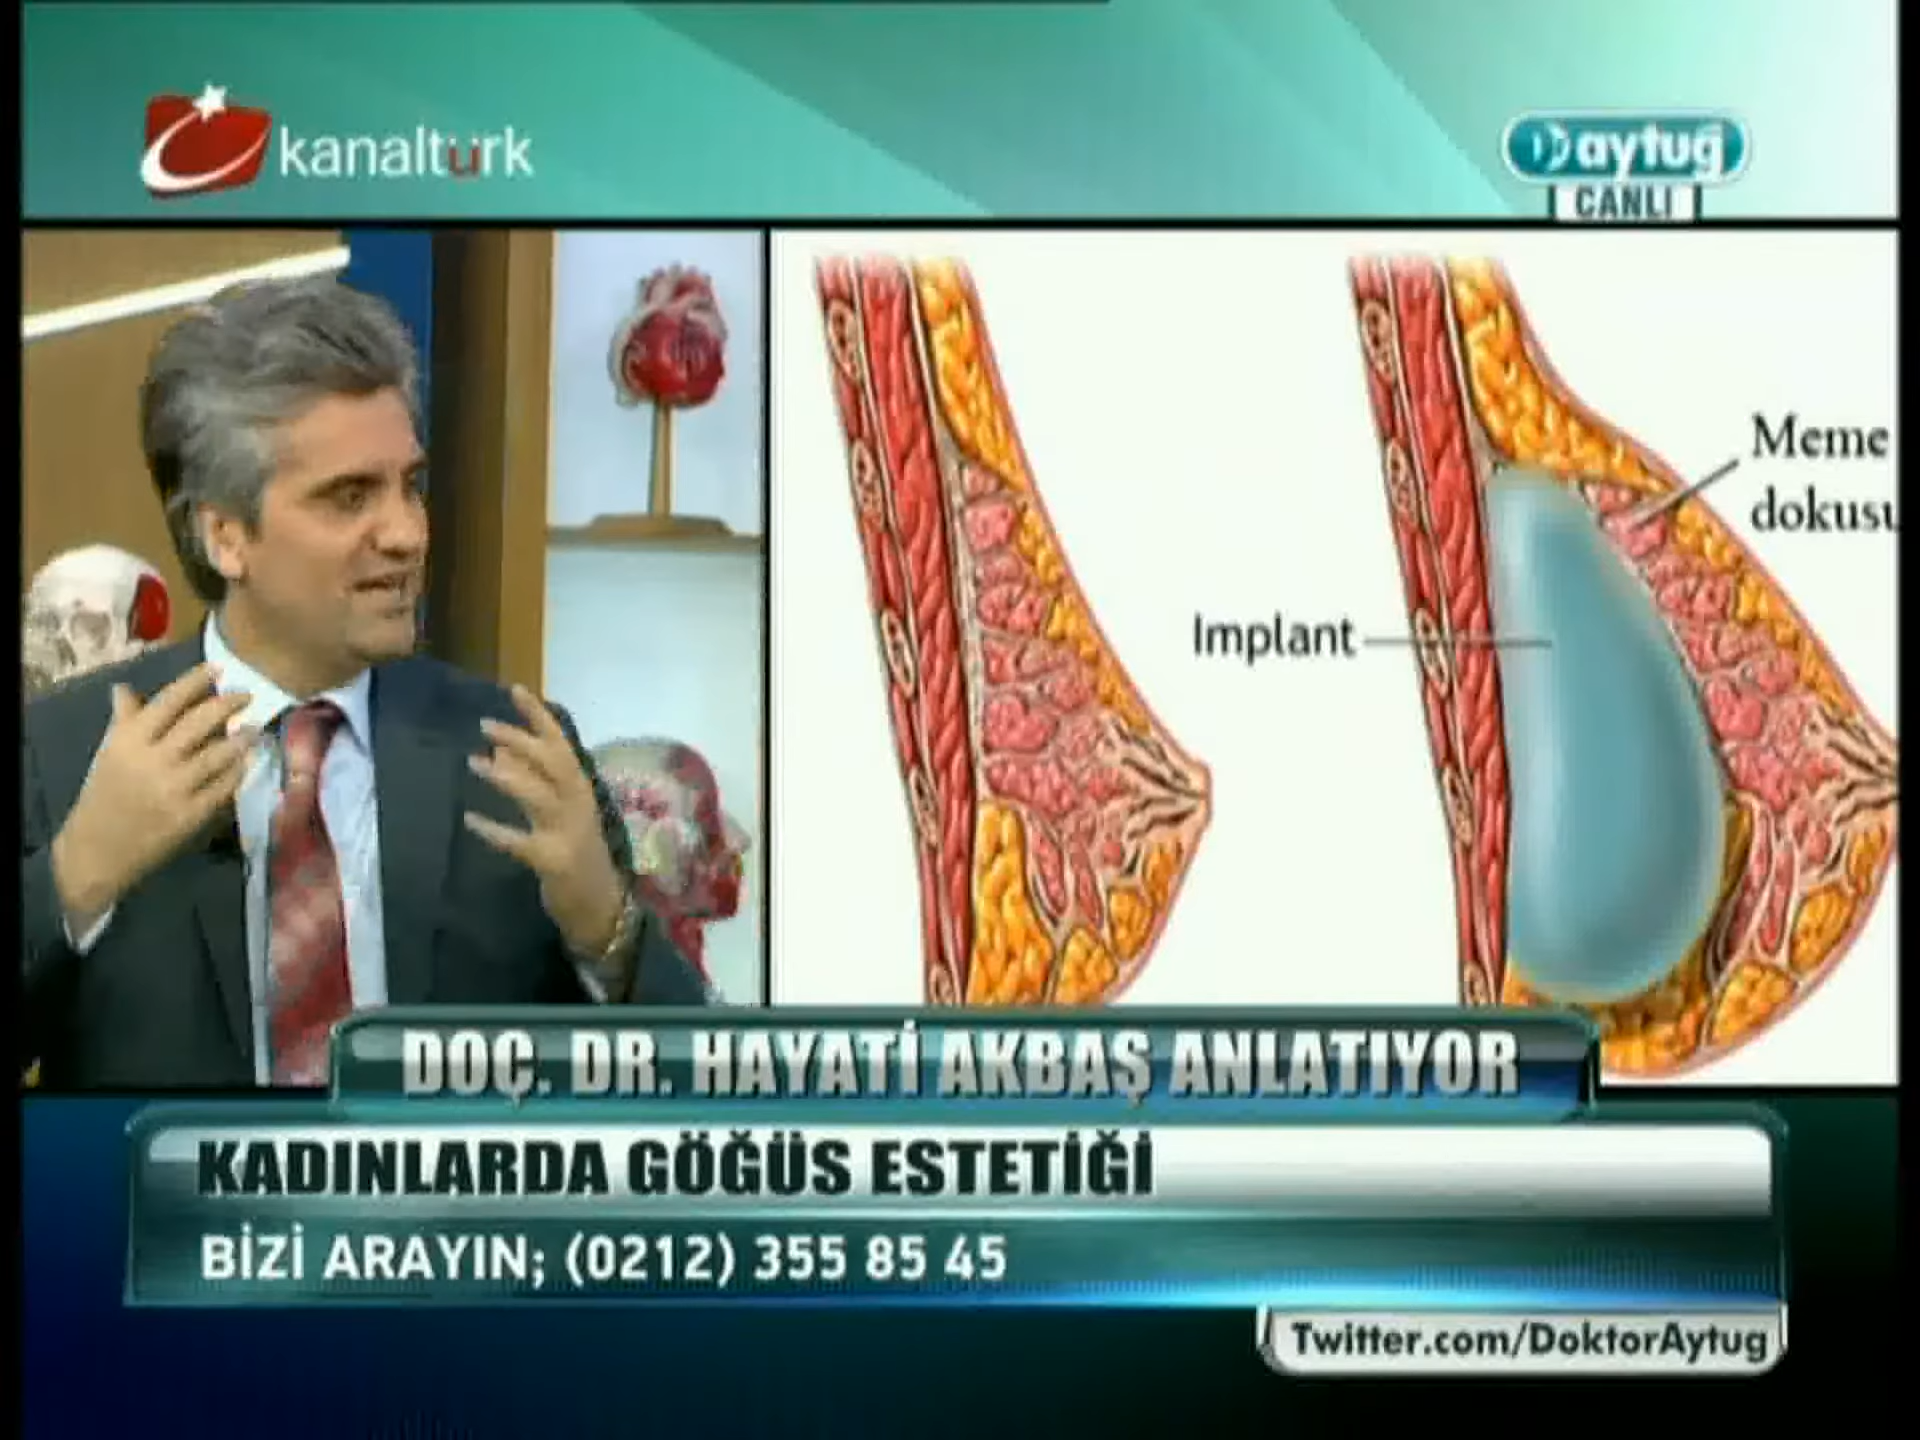 kanaltürk
Draytuğ
CANLI
Meme
dokusu
Implant
DOÇ. DR. HAYATİ AKBAŞ ANLATIYOR
KADINLARDA GÖĞÜS ESTETİĞİ
BİZİ ARAYIN; (0212) 355 85 45
Twitter.com/DoktorAytug